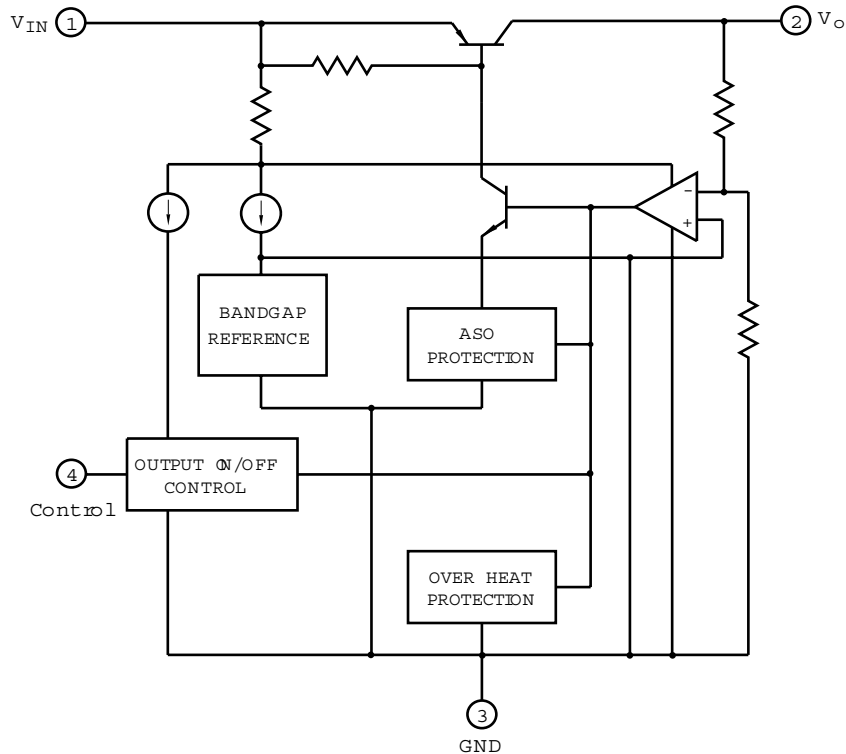 VIN 1
2 VO
-
+
BANDGAP
REFERENCE
ASO
PROTECTION
OUTPUT ON/OFF
CONTROL
4
Control
OVER HEAT
PROTECTION
3
GND